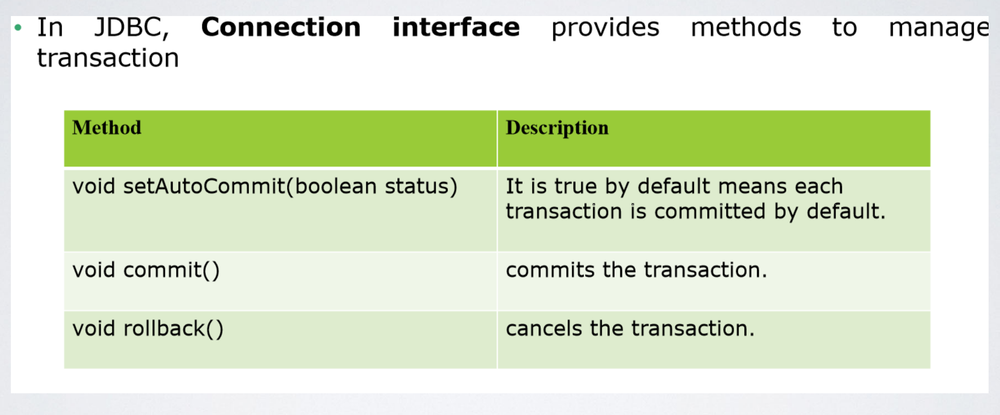 • In JDBC, Connection interface provides methods to manage
transaction
Method
Description
void setAutoCommit(boolean status)
It is true by default means each
transaction is committed by default.
void commit()
commits the transaction.
void rollback()
cancels the transaction.